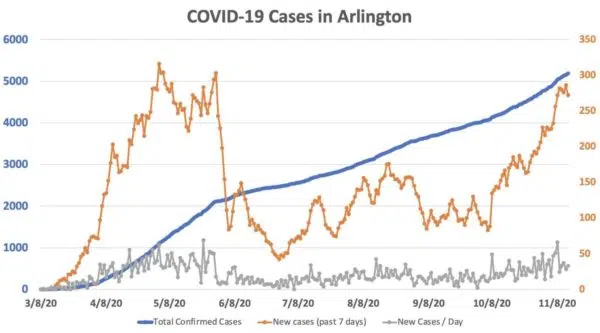 COVID-19 Cases in Arlington
6000 350
5000 300
4000 250
3000 200
2000 150
1000 100
0 50
0
3/8/20 4/8/20 5/8/20 6/8/20 7/8/20 8/8/20 9/8/20 10/8/20 11/8/20
Total Confirmed Cases New cases (past 7 days) New Cases / Day